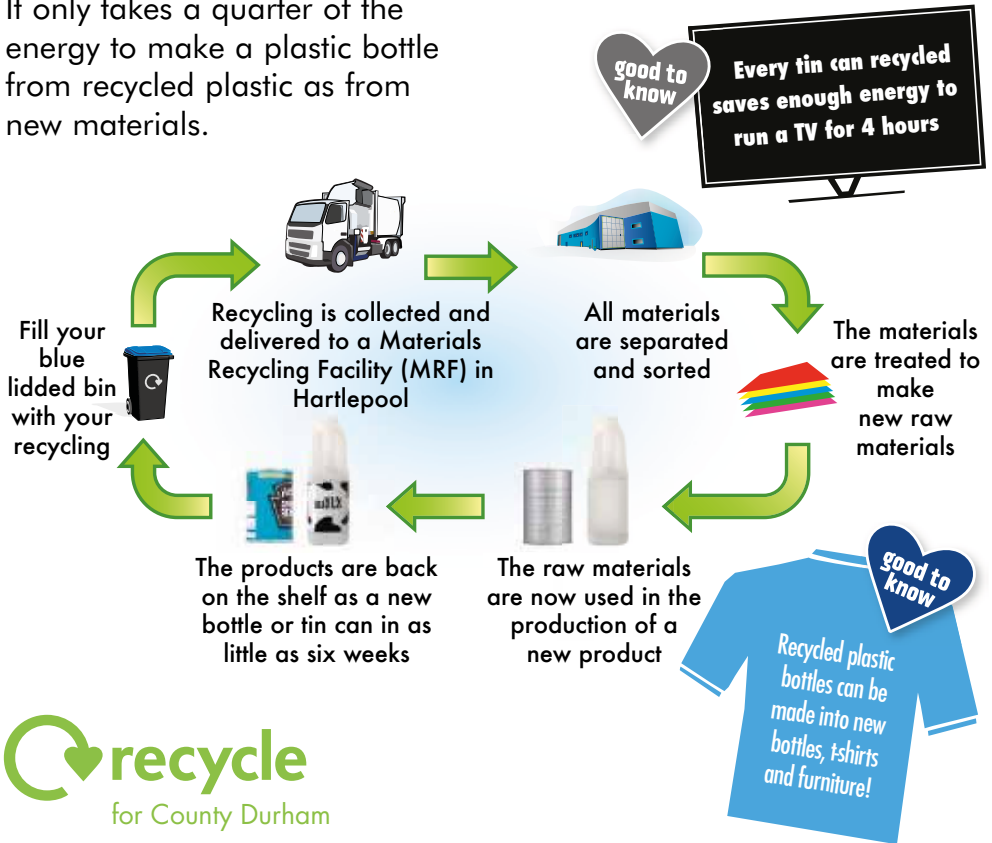 It only takes a quarter of the
energy to make a plastic bottle
from recycled plastic as from
new materials.
good to
know
Every tin can recycled
saves enough energy to
run a TV for 4 hours
Fill your
blue
lidded bin
with your
recycling
Recycling is collected and
delivered to a Materials
Recycling Facility (MRF) in
Hartlepool
All materials
are separated
and sorted
The materials
are treated to
make
new raw
materials
The raw materials
are now used in the
production of a
new product
The products are back
on the shelf as a new
bottle or tin can in as
little as six weeks
good to
know
Recycled plastic
bottles can be
made into new
bottles, t-shirts
and furniture!
recycle
for County Durham